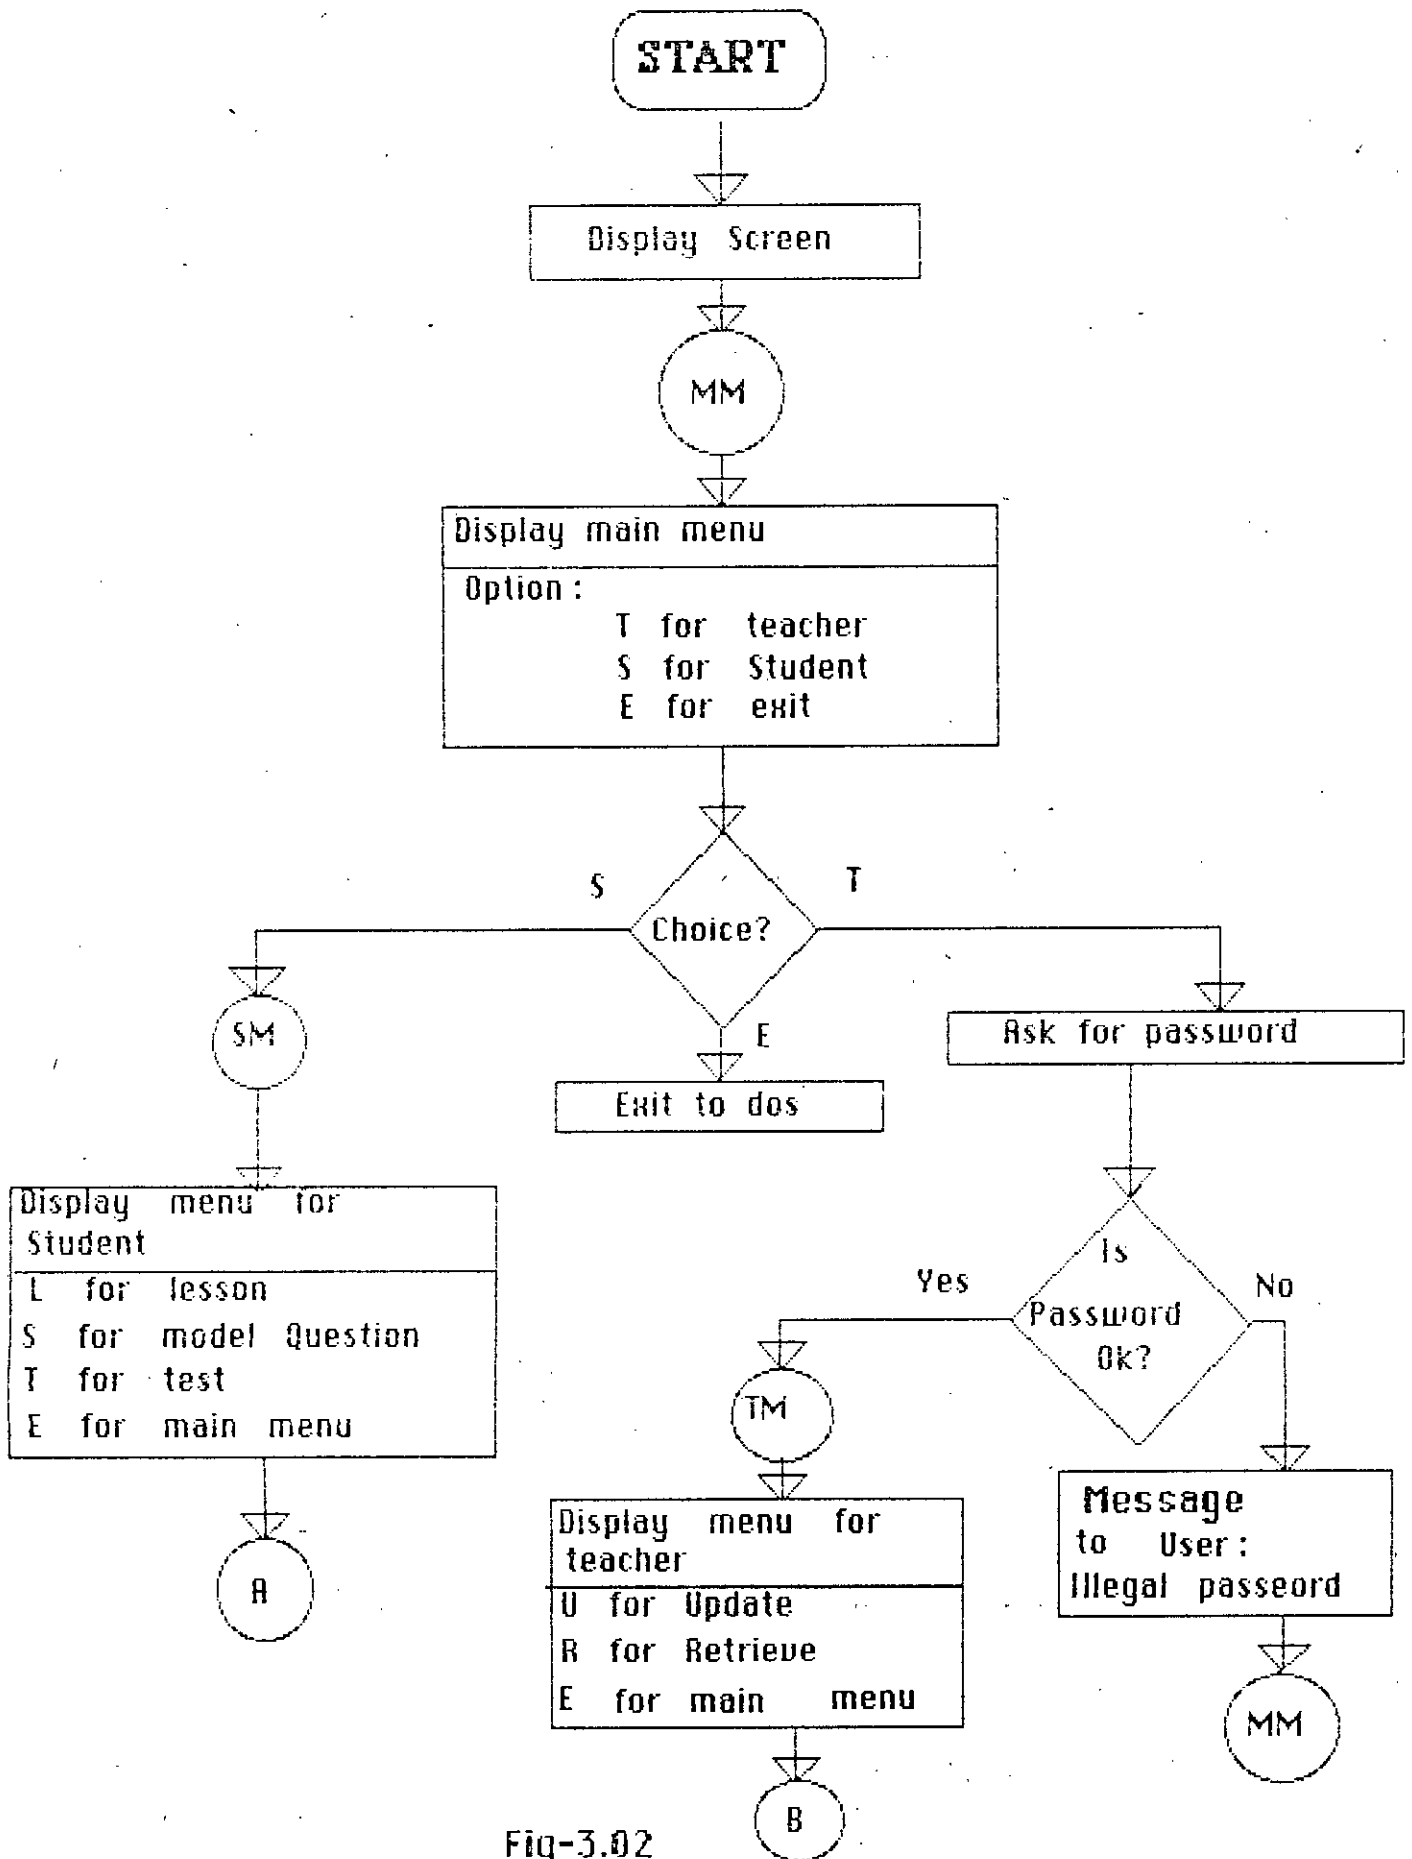 START
Display Screen
MM
Display main menu
Option :
T for teacher
S for Student
E for exit
S
T
Choice?
E
SM
Ask for password
Exit to dos
Display menu for
Student
L for lesson
S for model Question
T for test
E for main menu
A
Is
Password
Ok?
Yes
No
TM
Display menu for
teacher
U for Update
R for Retrieve
E for main menu
B
Message
to User :
Illegal passeord
MM
Fig-3.02